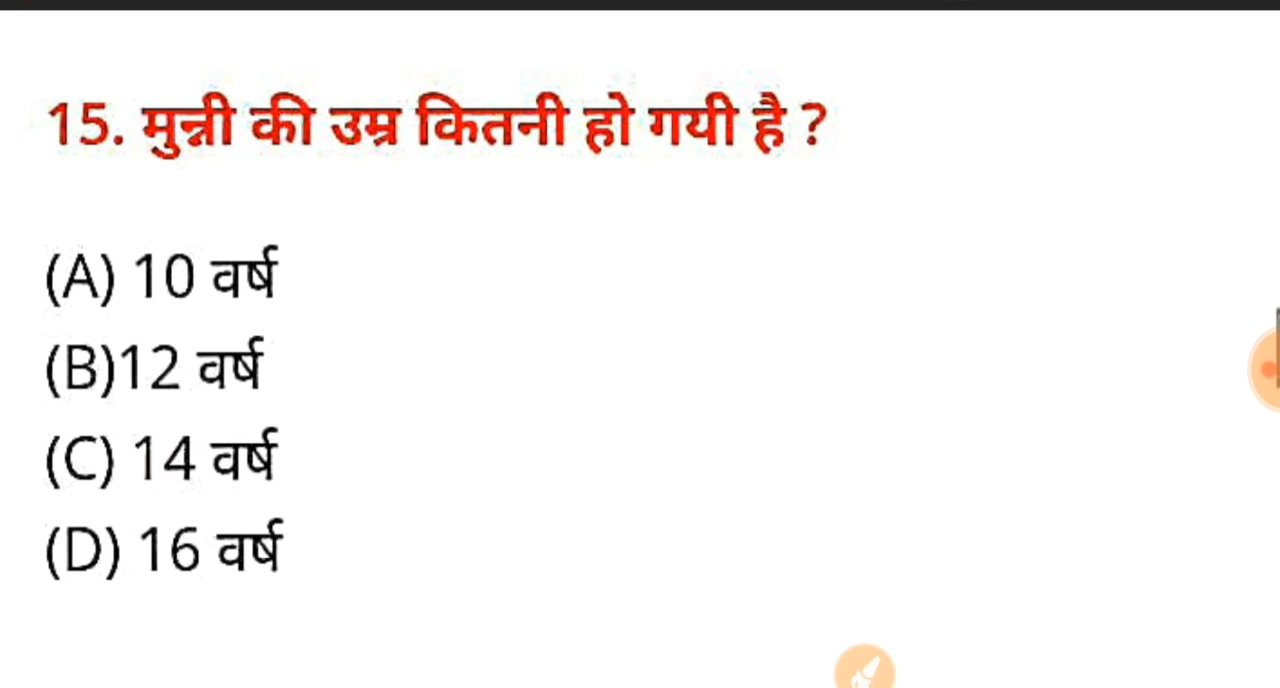 15. मुन्नी की उम्र कितनी हो गयी है ?
(A) 10 वर्ष
(B)12 वर्ष
(C) 14 वर्ष
(D) 16 वर्ष